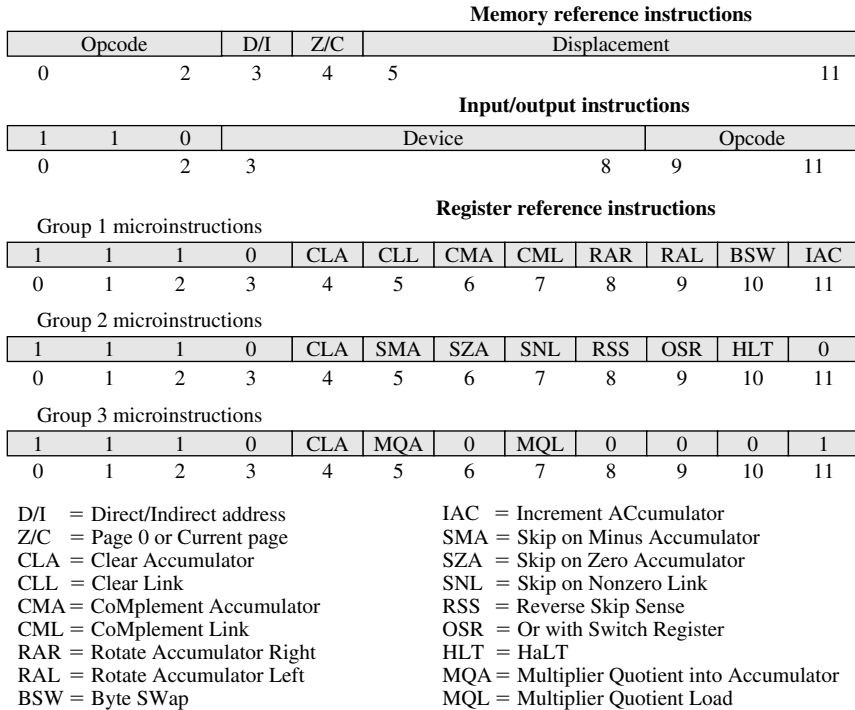 Memory reference instructions
Opcode D/I Z/C Displacement
0 2 3 4 5 11
Input/output instructions
1 1 0 Device Opcode
0 2 3 8 9 11
Register reference instructions
Group 1 microinstructions
1 1 1 0 CLA CLL CMA CML RAR RAL BSW IAC
0 1 2 3 4 5 6 7 8 9 10 11
Group 2 microinstructions
1 1 1 0 CLA SMA SZA SNL RSS OSR HLT 0
0 1 2 3 4 5 6 7 8 9 10 11
Group 3 microinstructions
1 1 1 0 CLA MQA 0 MQL 0 0 0 1
0 1 2 3 4 5 6 7 8 9 10 11
D/I = Direct/Indirect address
Z/C = Page 0 or Current page
CLA = Clear Accumulator
CLL = Clear Link
CMA = CoMplement Accumulator
CML = CoMplement Link
RAR = Rotate Accumulator Right
RAL = Rotate Accumulator Left
BSW = Byte SWap
IAC = Increment ACcumulator
SMA = Skip on Minus Accumulator
SZA = Skip on Zero Accumulator
SNL = Skip on Nonzero Link
RSS = Reverse Skip Sense
OSR = Or with Switch Register
HLT = HaLT
MQA = Multiplier Quotient into Accumulator
MQL = Multiplier Quotient Load